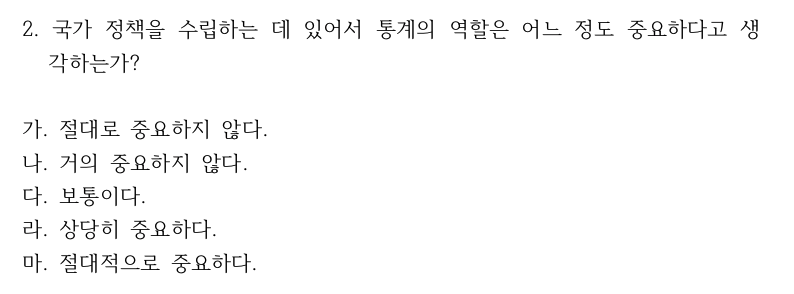 2. 국가 정책을 수립하는 데 있어서 통계의 역할은 어느 정도 중요하다고 생
각하는가?
가. 절대로 중요하지 않다.
나. 거의 중요하지 않다.
다. 보통이다.
라. 상당히 중요하다.
마. 절대적으로 중요하다.